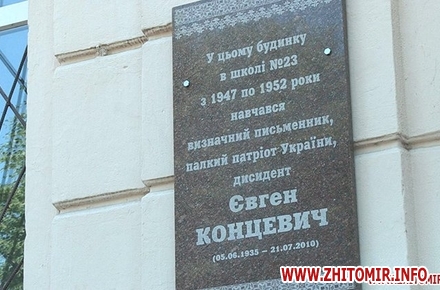 У цьому будинку
в школі №23
з 1947 по 1952 роки
навчався
визначний письменник,
палкий патріот України,
дисидент
Євген
КОНЦЕВИЧ
(05.06.1935 – 21.07.2010)
WWW.ZHITOMIR.INFO